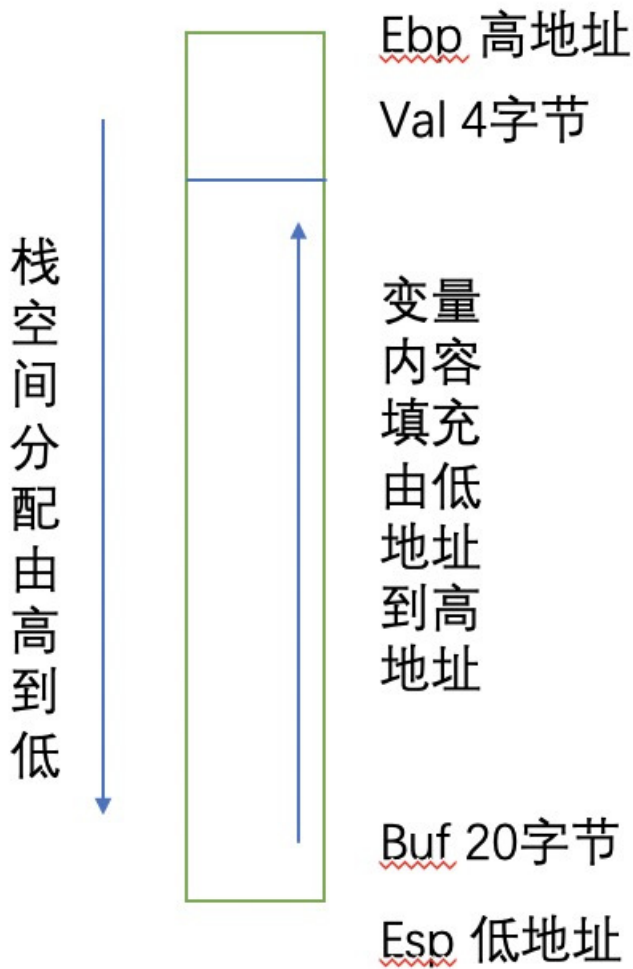 Ebp 高地址
Val 4字节
栈空间分配由高到低
变量
内容
填充
由低
地址
到高
地址
Buf 20字节
Esp 低地址